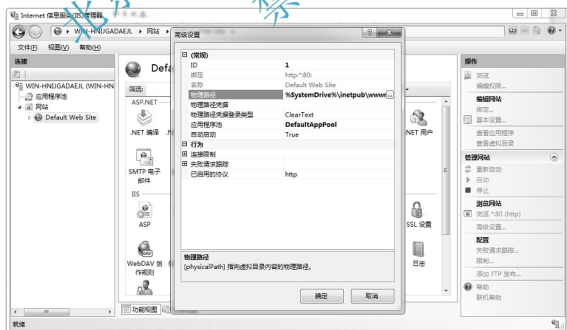 Internet 信息服务(IIS)管理器
WIN-HNIJGADAEJL ▸ 网站 ▸
文件(F) 视图(V) 帮助(H)
连接
WIN-HNIJGADAEJL (WIN-HN
应用程序池
网站
Default Web Site
Defa
筛选:
ASP.NET
.NET 编译
.NET 用户
SMTP 电子
邮件
IIS
ASP
SSL 设置
WebDAV 创
作规则
日志
功能视图
高级设置
(常规)
ID 1
绑定 http:*:80:
名称 Default Web Site
物理路径 %SystemDrive%\inetpub\wwwr
物理路径凭据
物理路径凭据登录类型 ClearText
应用程序池 DefaultAppPool
自动启动 True
行为
连接限制
失败请求跟踪
已启用的协议 http
物理路径
[physicalPath] 指向虚拟目录内容的物理路径。
确定 取消
操作
浏览
编辑权限...
编辑网站
绑定...
基本设置...
查看应用程序
查看虚拟目录
管理网站
重新启动
启动
停止
浏览网站
浏览 *:80 (http)
高级设置...
配置
失败请求跟踪...
限制...
添加 FTP 发布...
帮助
联机帮助
就绪